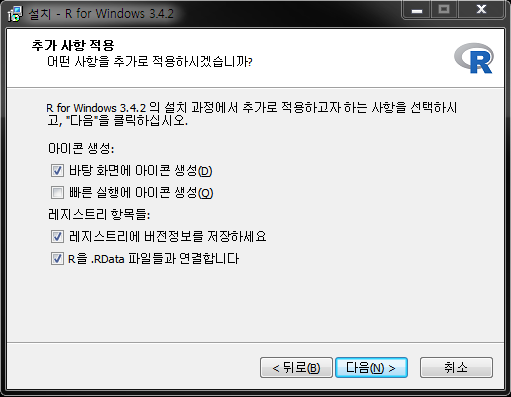 설치 - R for Windows 3.4.2
추가 사항 적용
어떤 사항을 추가로 적용하시겠습니까?
R
R for Windows 3.4.2 의 설치 과정에서 추가로 적용하고자 하는 사항을 선택하시
고, "다음"을 클릭하십시오.
아이콘 생성:
바탕 화면에 아이콘 생성(D)
빠른 실행에 아이콘 생성(Q)
레지스트리 항목들:
레지스트리에 버전정보를 저장하세요
R을 .RData 파일들과 연결합니다
< 뒤로(B) 다음(N) > 취소